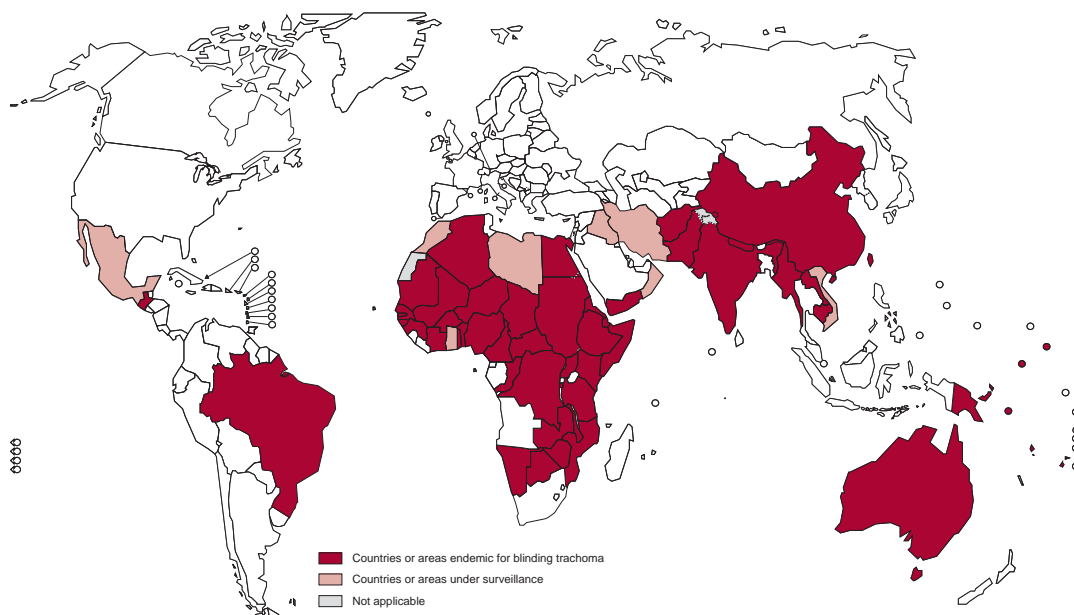 Countries or areas endemic for blinding trachoma
Countries or areas under surveillance
Not applicable